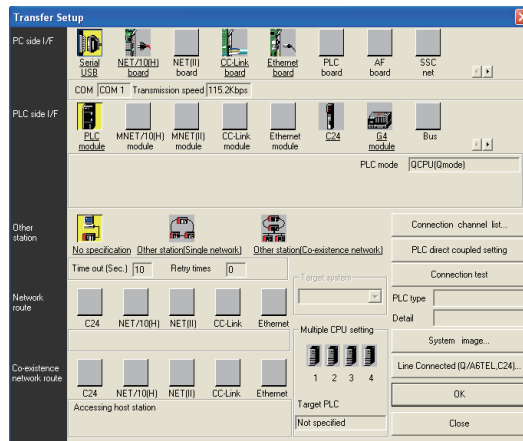 Transfer Setup
PC side I/F
Serial USB
NET/10(H) board
NET(II) board
CC-Link board
Ethernet board
PLC board
AF board
SSC net
COM COM 1 Transmission speed 115.2Kbps
PLC side I/F
PLC module
MNET/10(H) module
MNET(II) module
CC-Link module
Ethernet module
C24
G4 module
Bus
PLC mode QCPU(Qmode)
Other station
No specification
Other station(Single network)
Other station(Co-existence network)
Time out (Sec.) 10 Retry times 0
Target system
Connection channel list...
PLC direct coupled setting
Connection test
PLC type
Detail
System image...
Line Connected (Q/A6TEL,C24)...
OK
Close
Network route
C24 NET/10(H) NET(II) CC-Link Ethernet
Multiple CPU setting
1 2 3 4
Target PLC
Not specified
Co-existence network route
C24 NET/10(H) NET(II) CC-Link Ethernet
Accessing host station